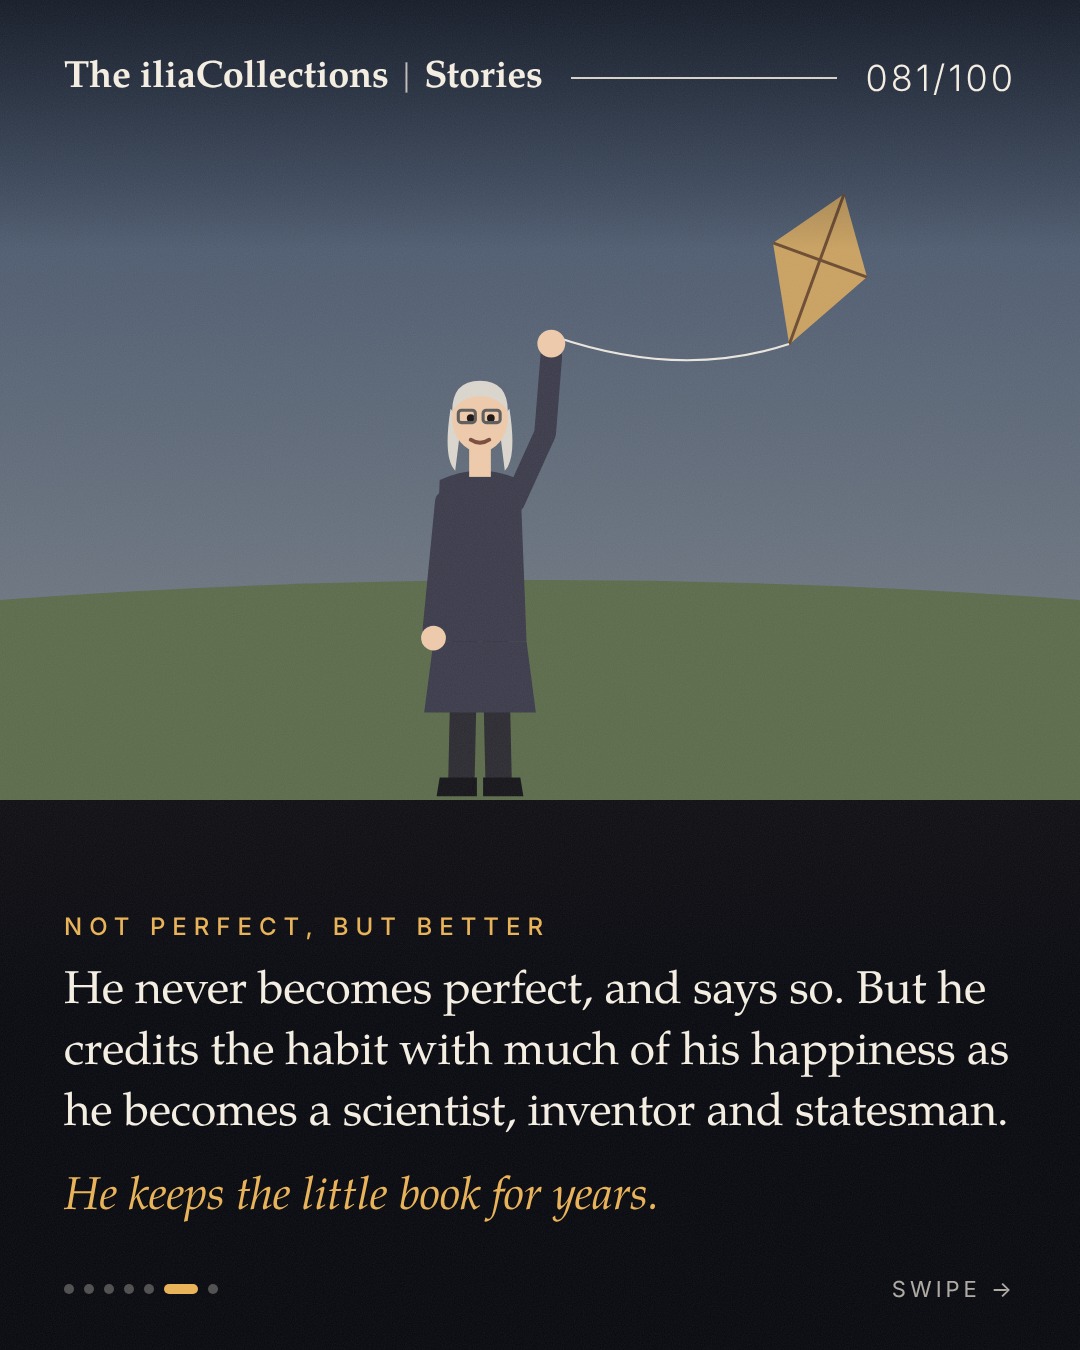 The iliaCollections | Stories 081/100
NOT PERFECT, BUT BETTER
He never becomes perfect, and says so. But he
credits the habit with much of his happiness as
he becomes a scientist, inventor and statesman.
He keeps the little book for years.
SWIPE →